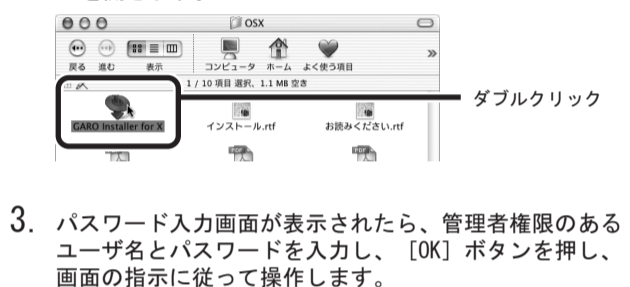 OSX
戻る 進む 表示 コンピュータ ホーム よく使う項目 »
1 / 10 項目 選択、1.1 MB 空き
ダブルクリック
GARO Installer for X インストール.rtf お読みください.rtf
PDF PDF
3. パスワード入力画面が表示されたら、管理者権限のある
ユーザ名とパスワードを入力し、［OK］ボタンを押し、
画面の指示に従って操作します。